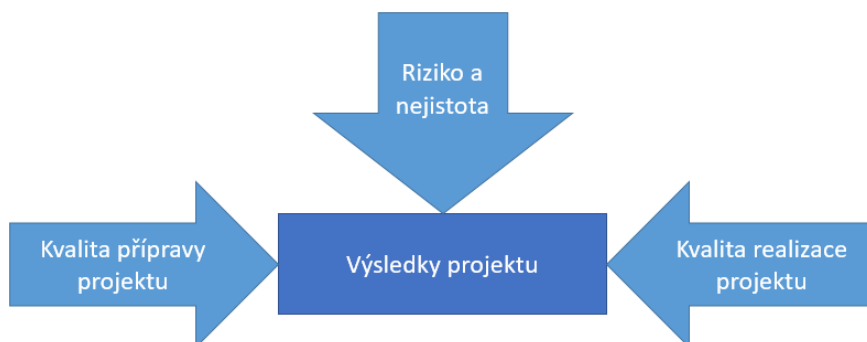 Riziko a
nejistota
Kvalita přípravy
projektu
Výsledky projektu
Kvalita realizace
projektu